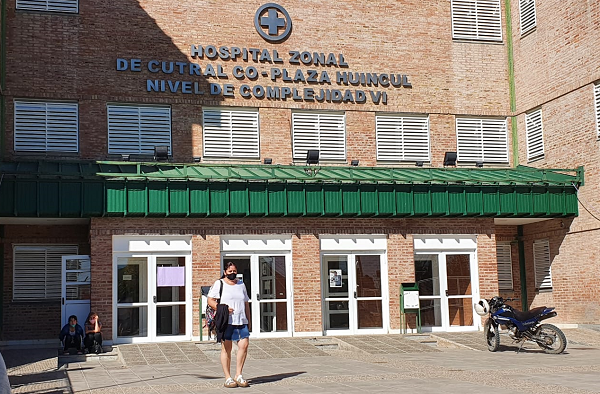 HOSPITAL ZONAL
DE CUTRAL CO - PLAZA HUINCUL
NIVEL DE COMPLEJIDAD VI